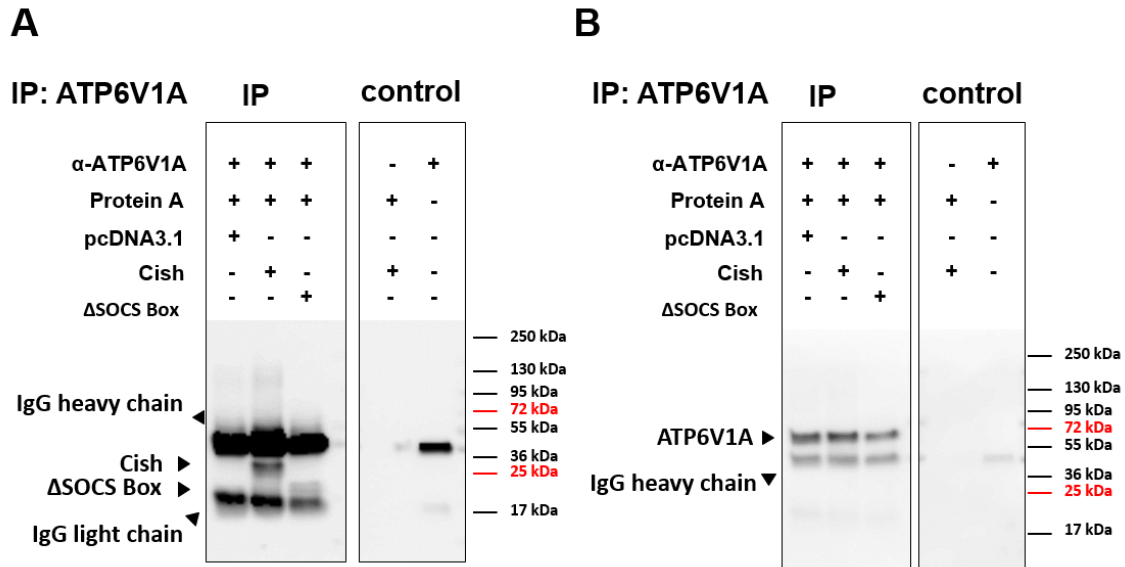 A
IP: ATP6V1A IP control
α-ATP6V1A + + + - +
Protein A + + + + -
pcDNA3.1 + - - - -
Cish - + - + -
ΔSOCS Box - - + - -
250 kDa
130 kDa
95 kDa
72 kDa
55 kDa
36 kDa
25 kDa
17 kDa
IgG heavy chain
Cish
ΔSOCS Box
IgG light chain
B
IP: ATP6V1A IP control
α-ATP6V1A + + + - +
Protein A + + + + -
pcDNA3.1 + - - - -
Cish - + - + -
ΔSOCS Box - - + - -
250 kDa
130 kDa
95 kDa
72 kDa
55 kDa
36 kDa
25 kDa
17 kDa
ATP6V1A
IgG heavy chain